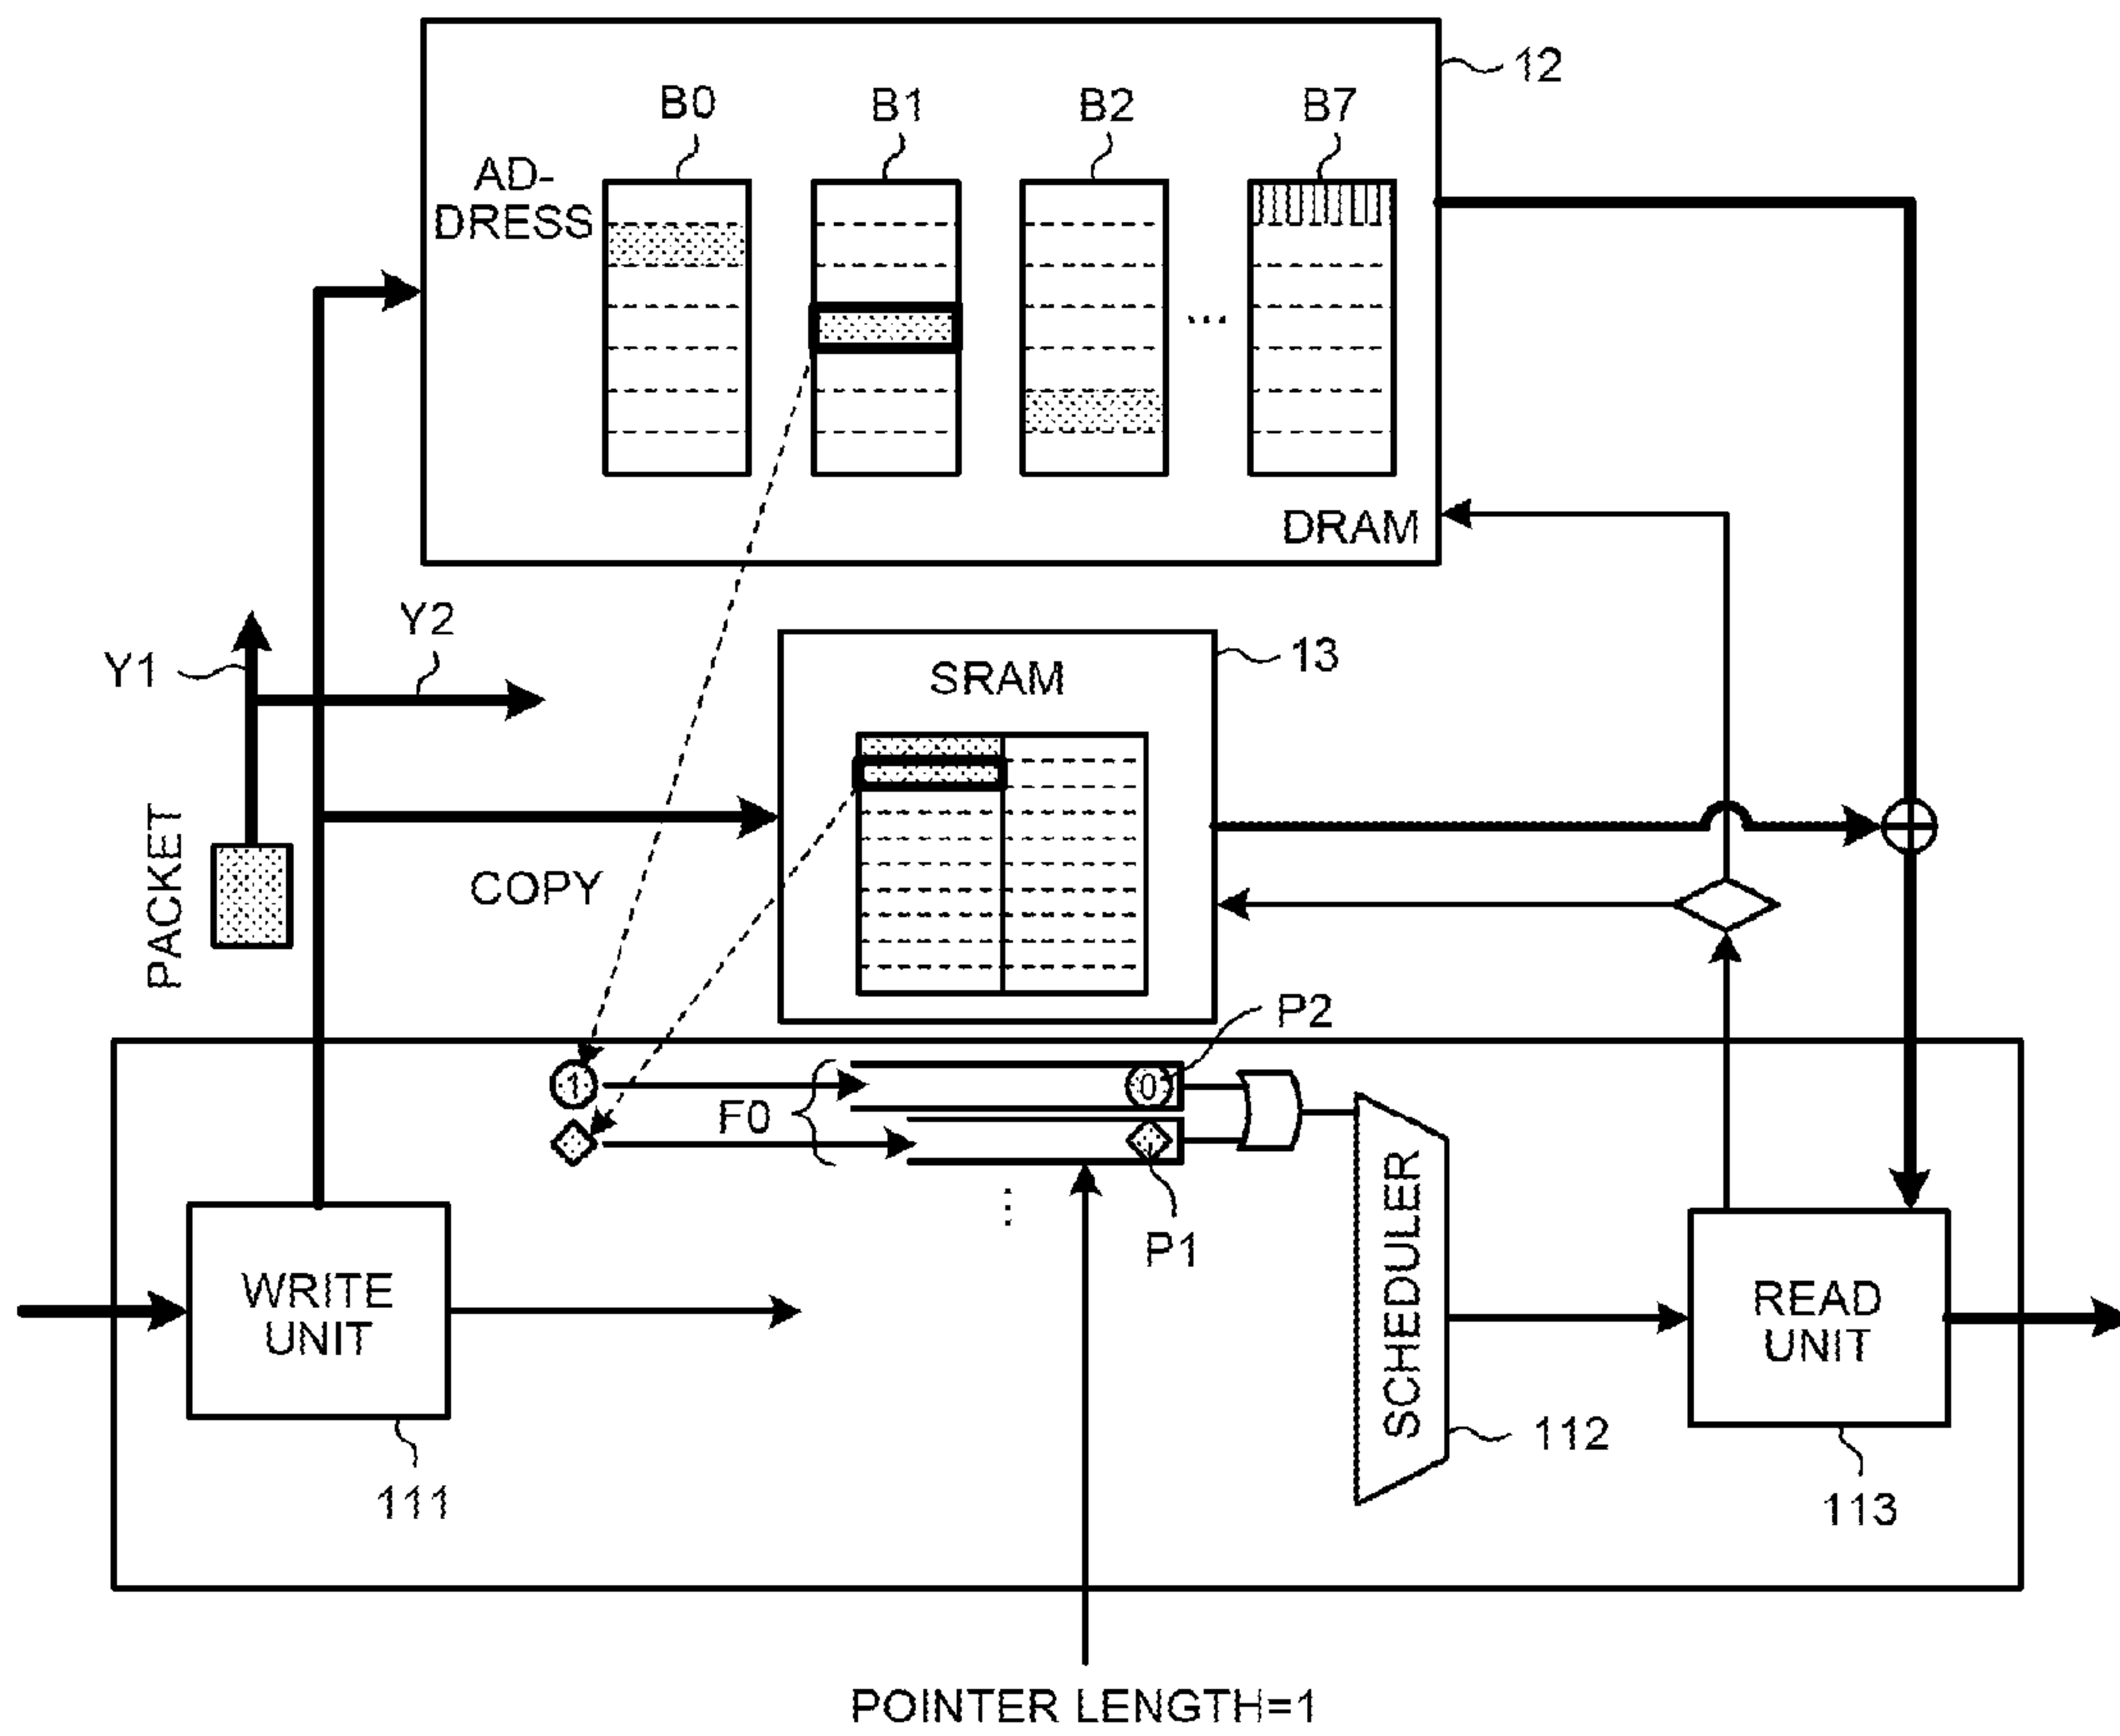 12
B0
B1
B2
B7
AD-
DRESS
...
DRAM
Y1
Y2
13
SRAM
PACKET
COPY
P2
1
0
F0
P1
SCHEDULER
WRITE
UNIT
READ
UNIT
112
111
113
POINTER LENGTH=1